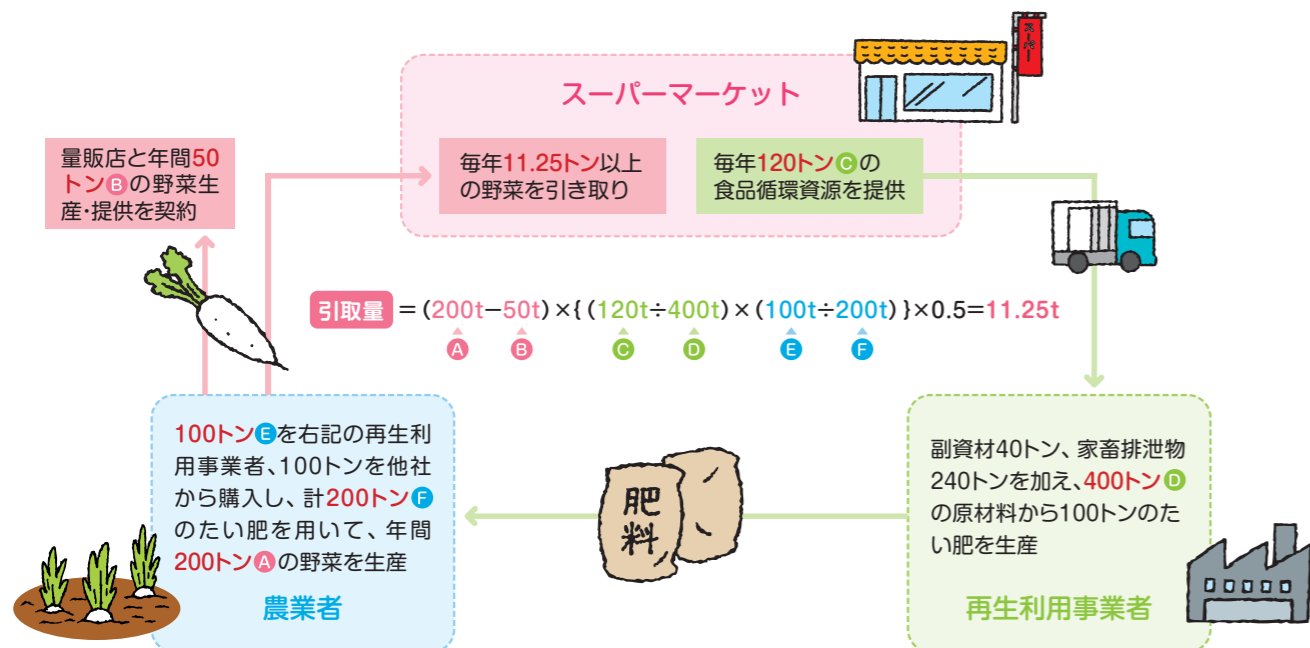 スーパー
スーパーマーケット
量販店と年間50
トンBの野菜生
産・提供を契約
毎年11.25トン以上
の野菜を引き取り
毎年120トンCの
食品循環資源を提供
引取量=(200t−50t)×{(120t÷400t)×(100t÷200t)}×0.5=11.25t
A B C D E F
100トンEを右記の再生利
用事業者、100トンを他社
から購入し、計200トンF
のたい肥を用いて、年間
200トンAの野菜を生産
農業者
肥料
副資材40トン、家畜排泄物
240トンを加え、400トンD
の原材料から100トンのた
い肥を生産
再生利用事業者